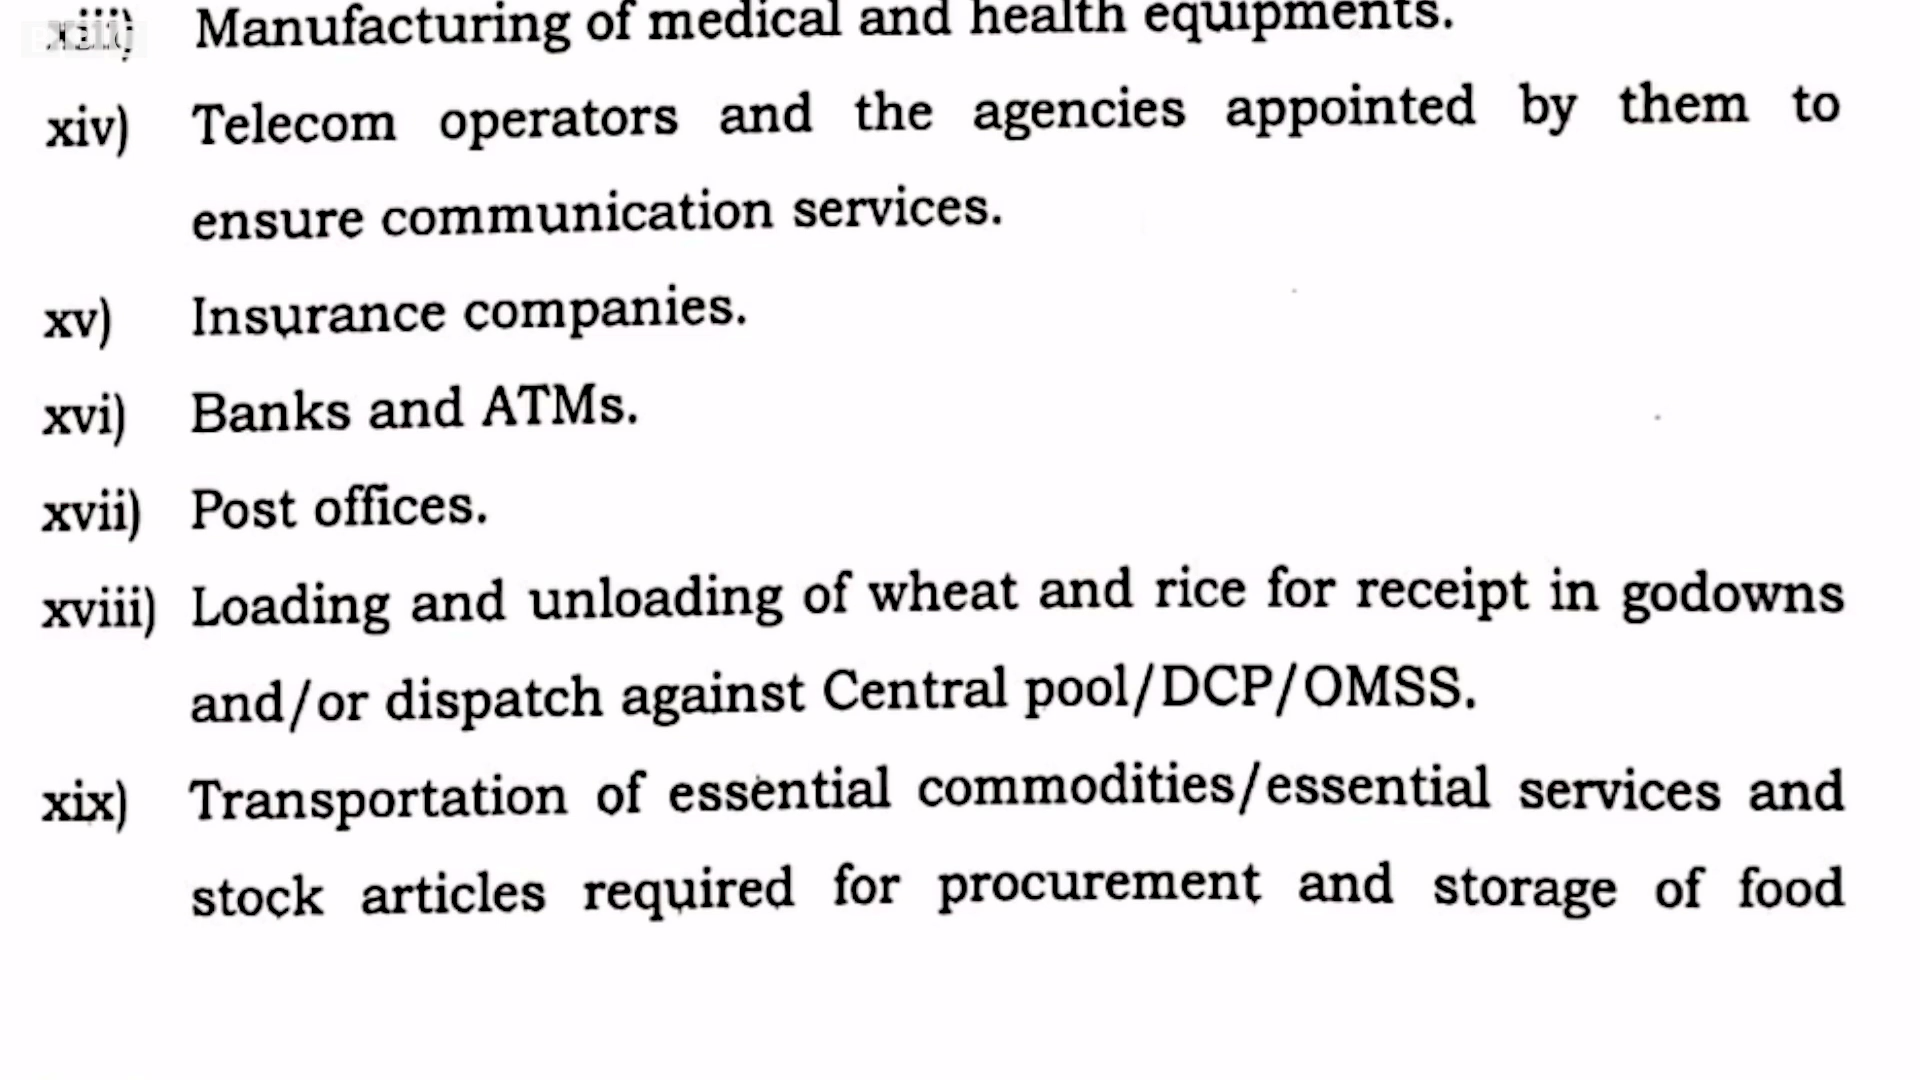 xiii) Manufacturing of medical and health equipments.
xiv) Telecom operators and the agencies appointed by them to
ensure communication services.
xv) Insurance companies.
xvi) Banks and ATMs.
xvii) Post offices.
xviii) Loading and unloading of wheat and rice for receipt in godowns
and/or dispatch against Central pool/DCP/OMSS.
xix) Transportation of essential commodities/essential services and
stock articles required for procurement and storage of food